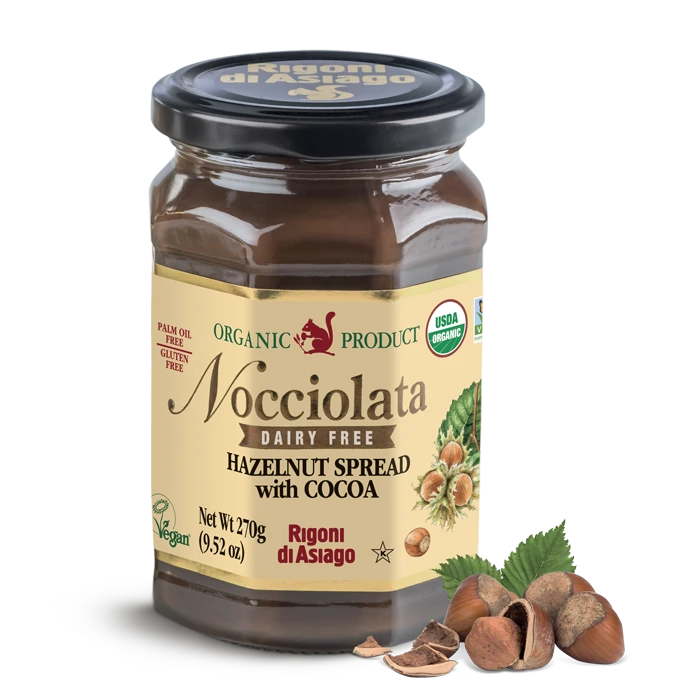 Rigoni
di Asiago
PALM OIL
FREE
GLUTEN
FREE
ORGANIC PRODUCT
USDA
ORGANIC
Nocciolata
DAIRY FREE
HAZELNUT SPREAD
with COCOA
Vegan
Net Wt 270g
(9.52 oz)
Rigoni
di Asiago
K